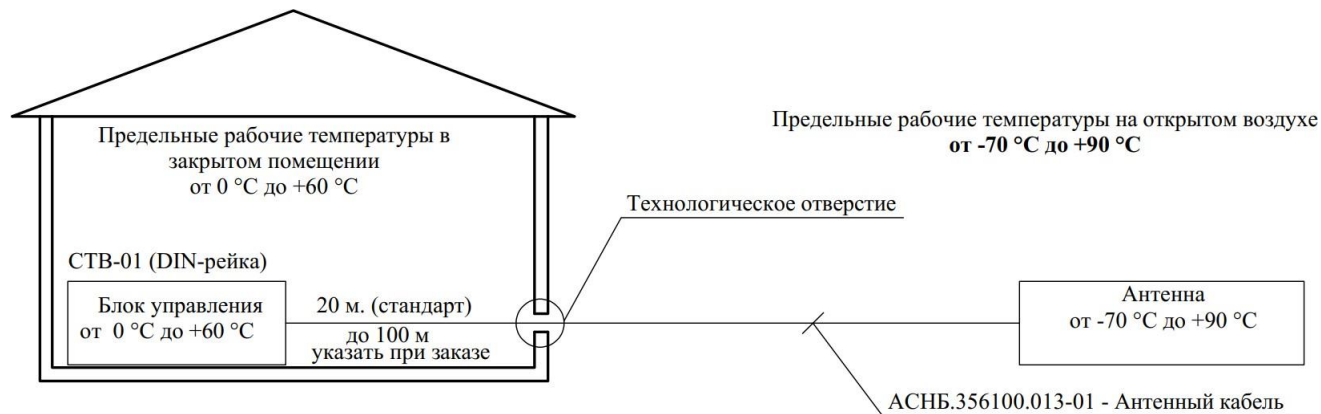 Предельные рабочие температуры в
закрытом помещении
от 0 °C до +60 °C
Предельные рабочие температуры на открытом воздухе
от -70 °C до +90 °C
Технологическое отверстие
СТВ-01 (DIN-рейка)
Блок управления
от 0 °C до +60 °C
20 м. (стандарт)
до 100 м
указать при заказе
Антенна
от -70 °C до +90 °C
АСНБ.356100.013-01 - Антенный кабель